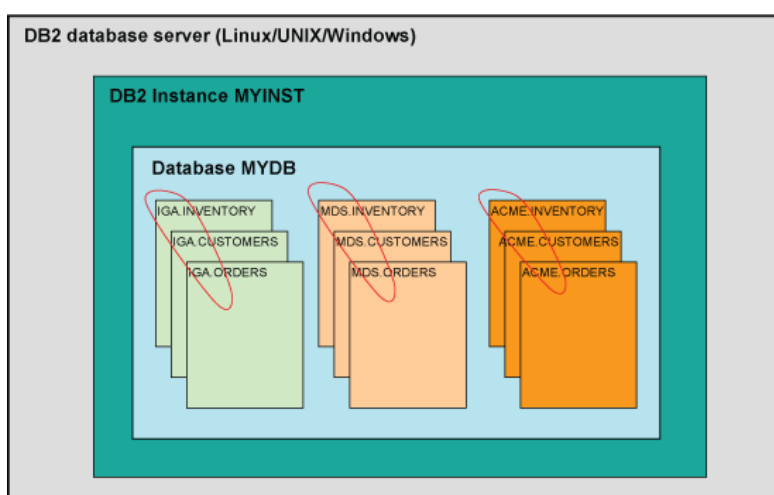 DB2 database server (Linux/UNIX/Windows)
DB2 Instance MYINST
Database MYDB
IGA.INVENTORY
IGA.CUSTOMERS
IGA.ORDERS
MDS.INVENTORY
MDS.CUSTOMERS
MDS.ORDERS
ACME.INVENTORY
ACME.CUSTOMERS
ACME.ORDERS